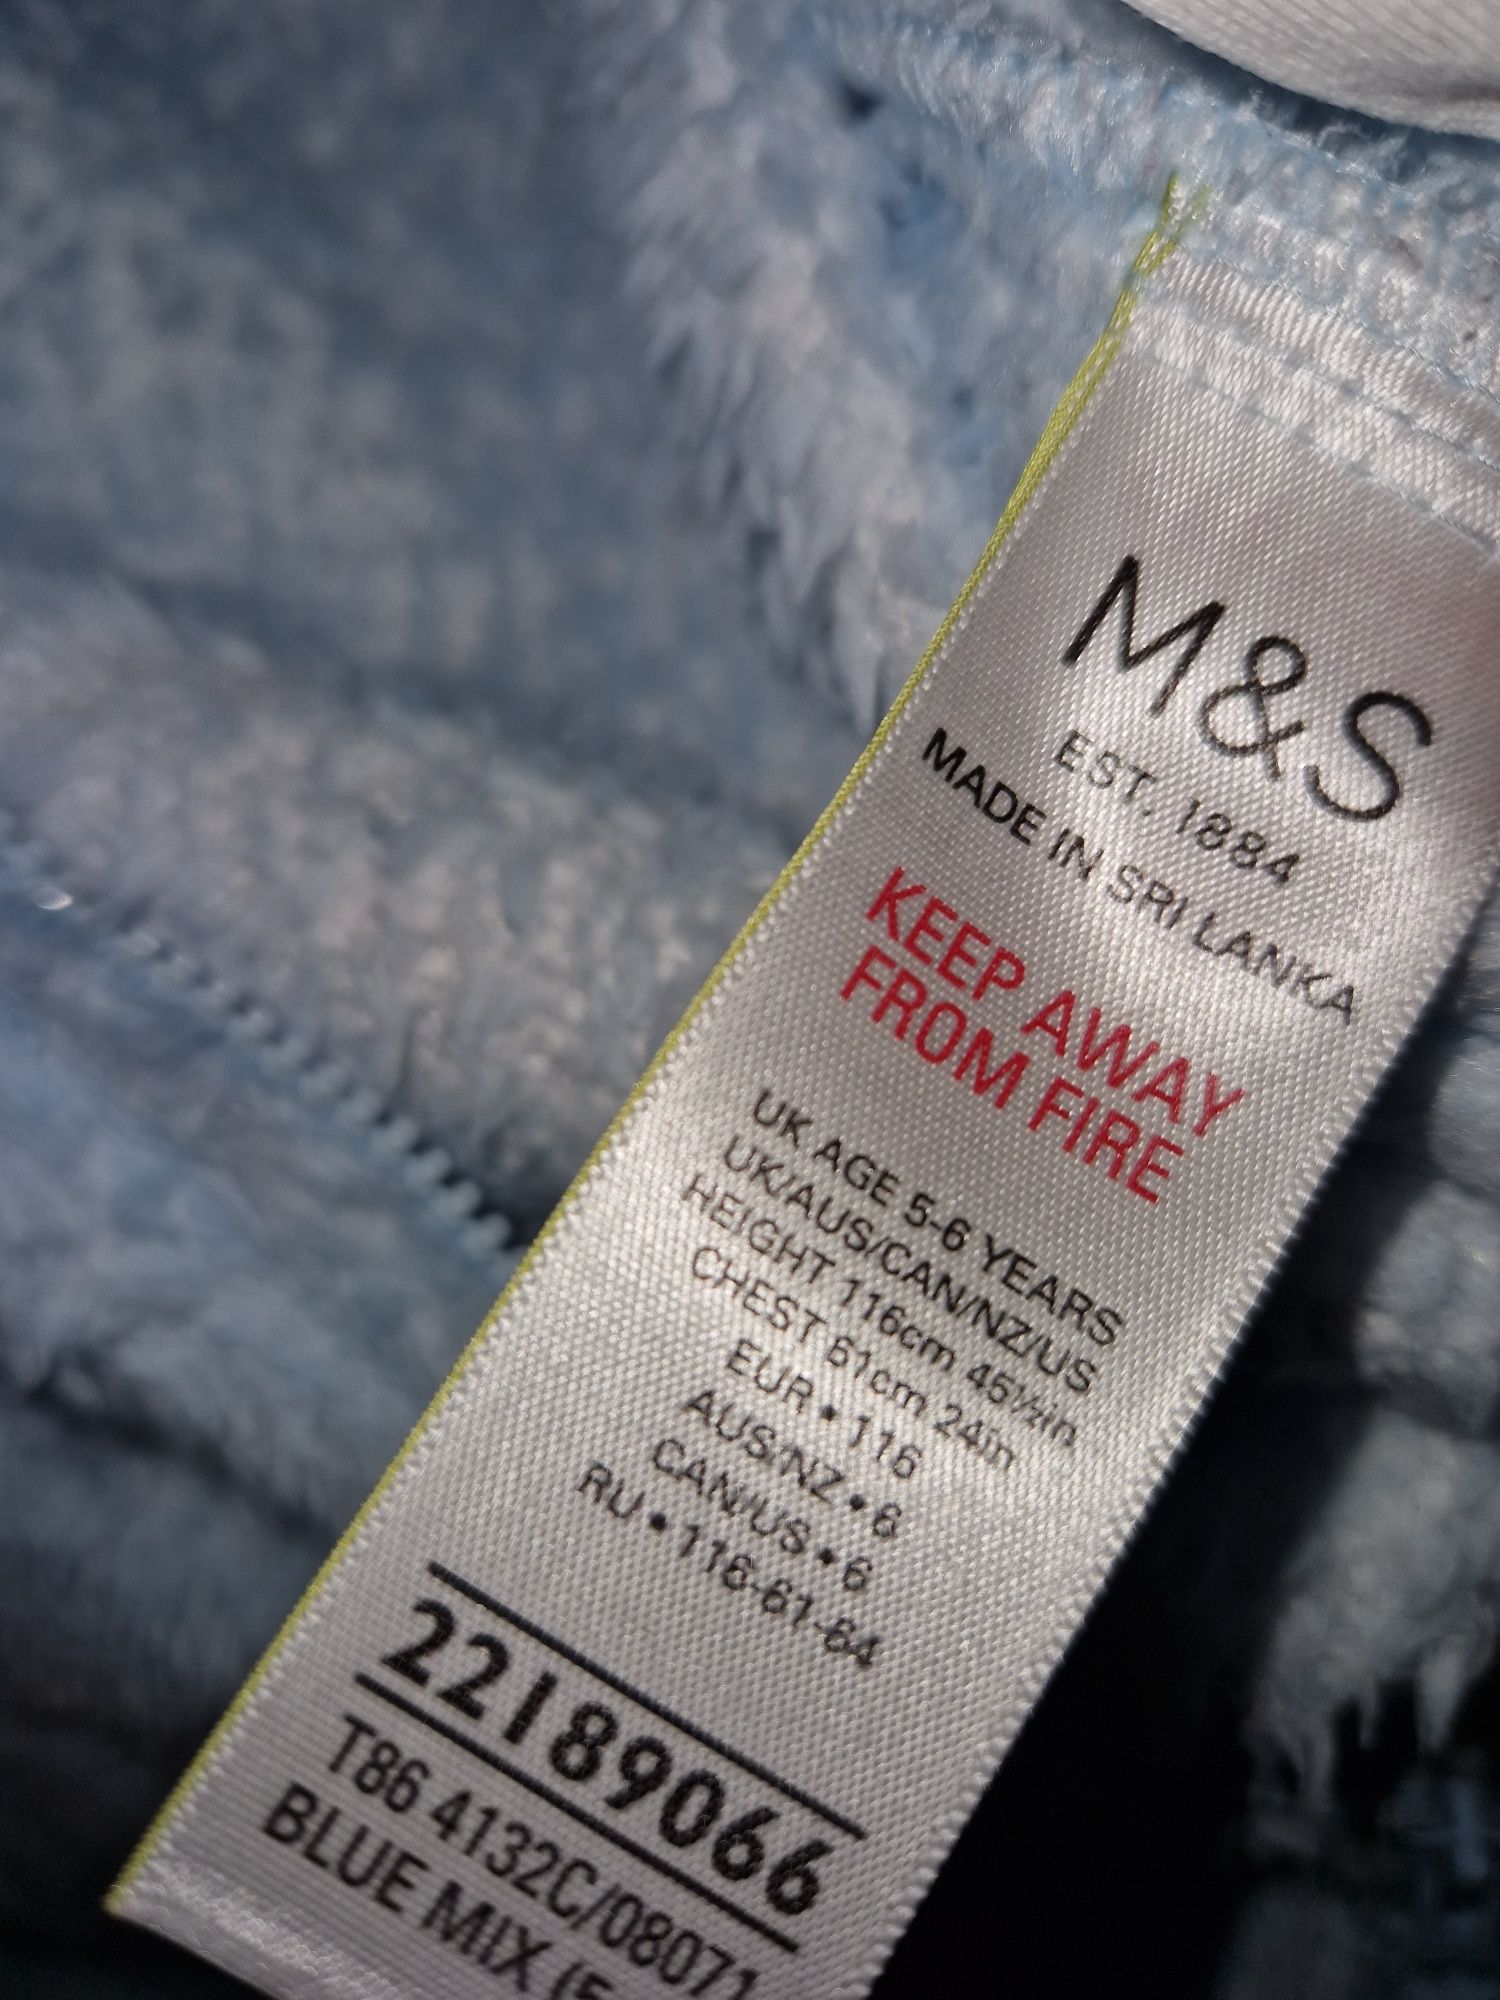 M&S
EST. 1884
MADE IN SRI LANKA
KEEP AWAY
FROM FIRE
UK AGE 5-6 YEARS
UK/AUS/CAN/NZ/US
HEIGHT 116cm 45½in
CHEST 61cm 24in
EUR • 116
AUS/NZ • 6
CAN/US • 6
RU • 116-61-64
22189066
T86 4132C/08071
BLUE MIX (5